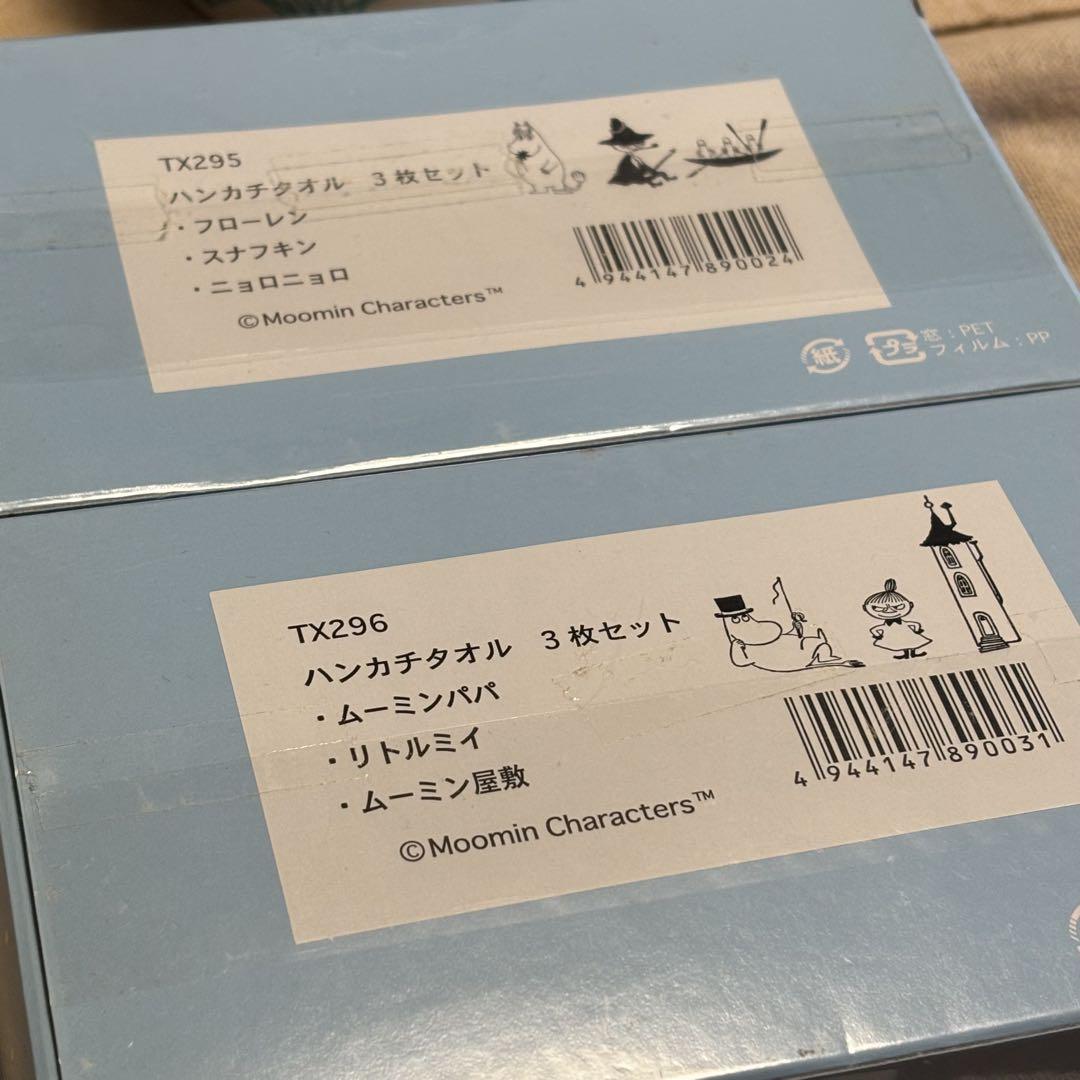 TX295
ハンカチタオル 3枚セット
・フローレン
・スナフキン
・ニョロニョロ
©Moomin Characters™
4 944147 890024
紙
プラ
窓:PET
フィルム:PP
TX296
ハンカチタオル 3枚セット
・ムーミンパパ
・リトルミイ
・ムーミン屋敷
©Moomin Characters™
4 944147 890031